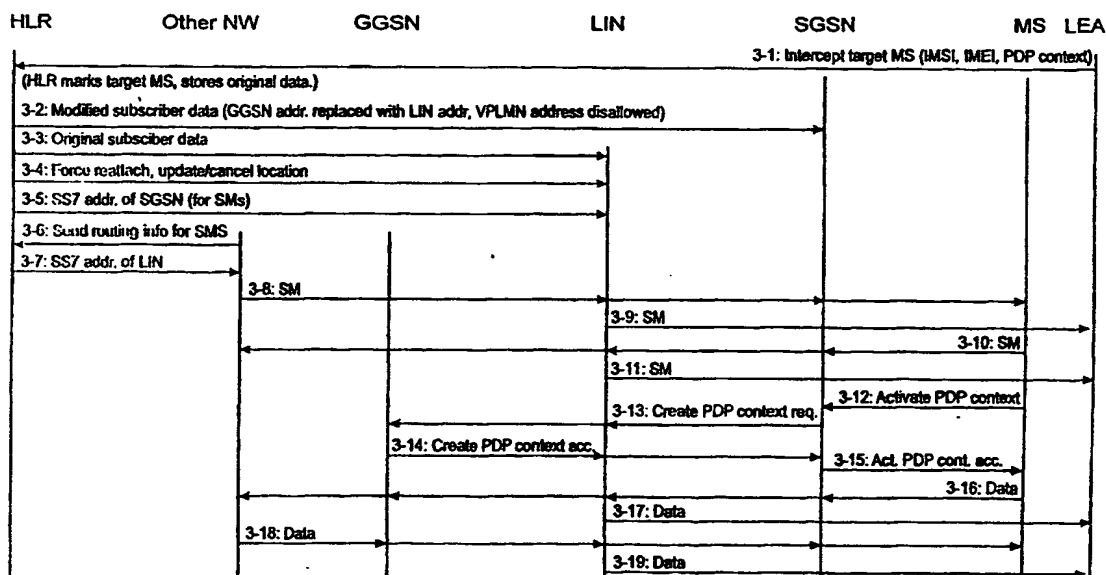 HLR Other NW GGSN LIN SGSN MS LEA
3-1: Intercept target MS (IMSI, IMEI, PDP context)
(HLR marks target MS, stores original data.)
3-2: Modified subscriber data (GGSN addr. replaced with LIN addr, VPLMN address disallowed)
3-3: Original subsciber data
3-4: Force reattach, update/cancel location
3-5: SS7 addr. of SGSN (for SMs)
3-6: Send routing info for SMS
3-7: SS7 addr. of LIN
3-8: SM
3-9: SM
3-10: SM
3-11: SM
3-12: Activate PDP context
3-13: Create PDP context req.
3-14: Create PDP context acc.
3-15: Act. PDP cont. acc.
3-16: Data
3-17: Data
3-18: Data
3-19: Data